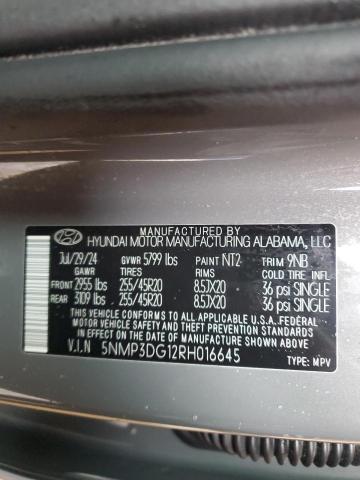 MANUFACTURED BY
HYUNDAI MOTOR MANUFACTURING ALABAMA, LLC
Jul/29/24 GVWR 5799 lbs PAINT NT2 TRIM 9NB
GAWR TIRES RIMS COLD TIRE INFL
FRONT 2955 lbs 255/45R20 8.5JX20 36 psi SINGLE
REAR 3109 lbs 255/45R20 8.5JX20 36 psi SINGLE
THIS VEHICLE CONFORMS TO ALL APPLICABLE U.S.A. FEDERAL
MOTOR VEHICLE SAFETY AND THEFT PREVENTION STANDARDS IN
EFFECT ON THE DATE OF MANUFACTURE SHOWN ABOVE.
V.I.N 5NMP3DG12RH016645
TYPE: MPV